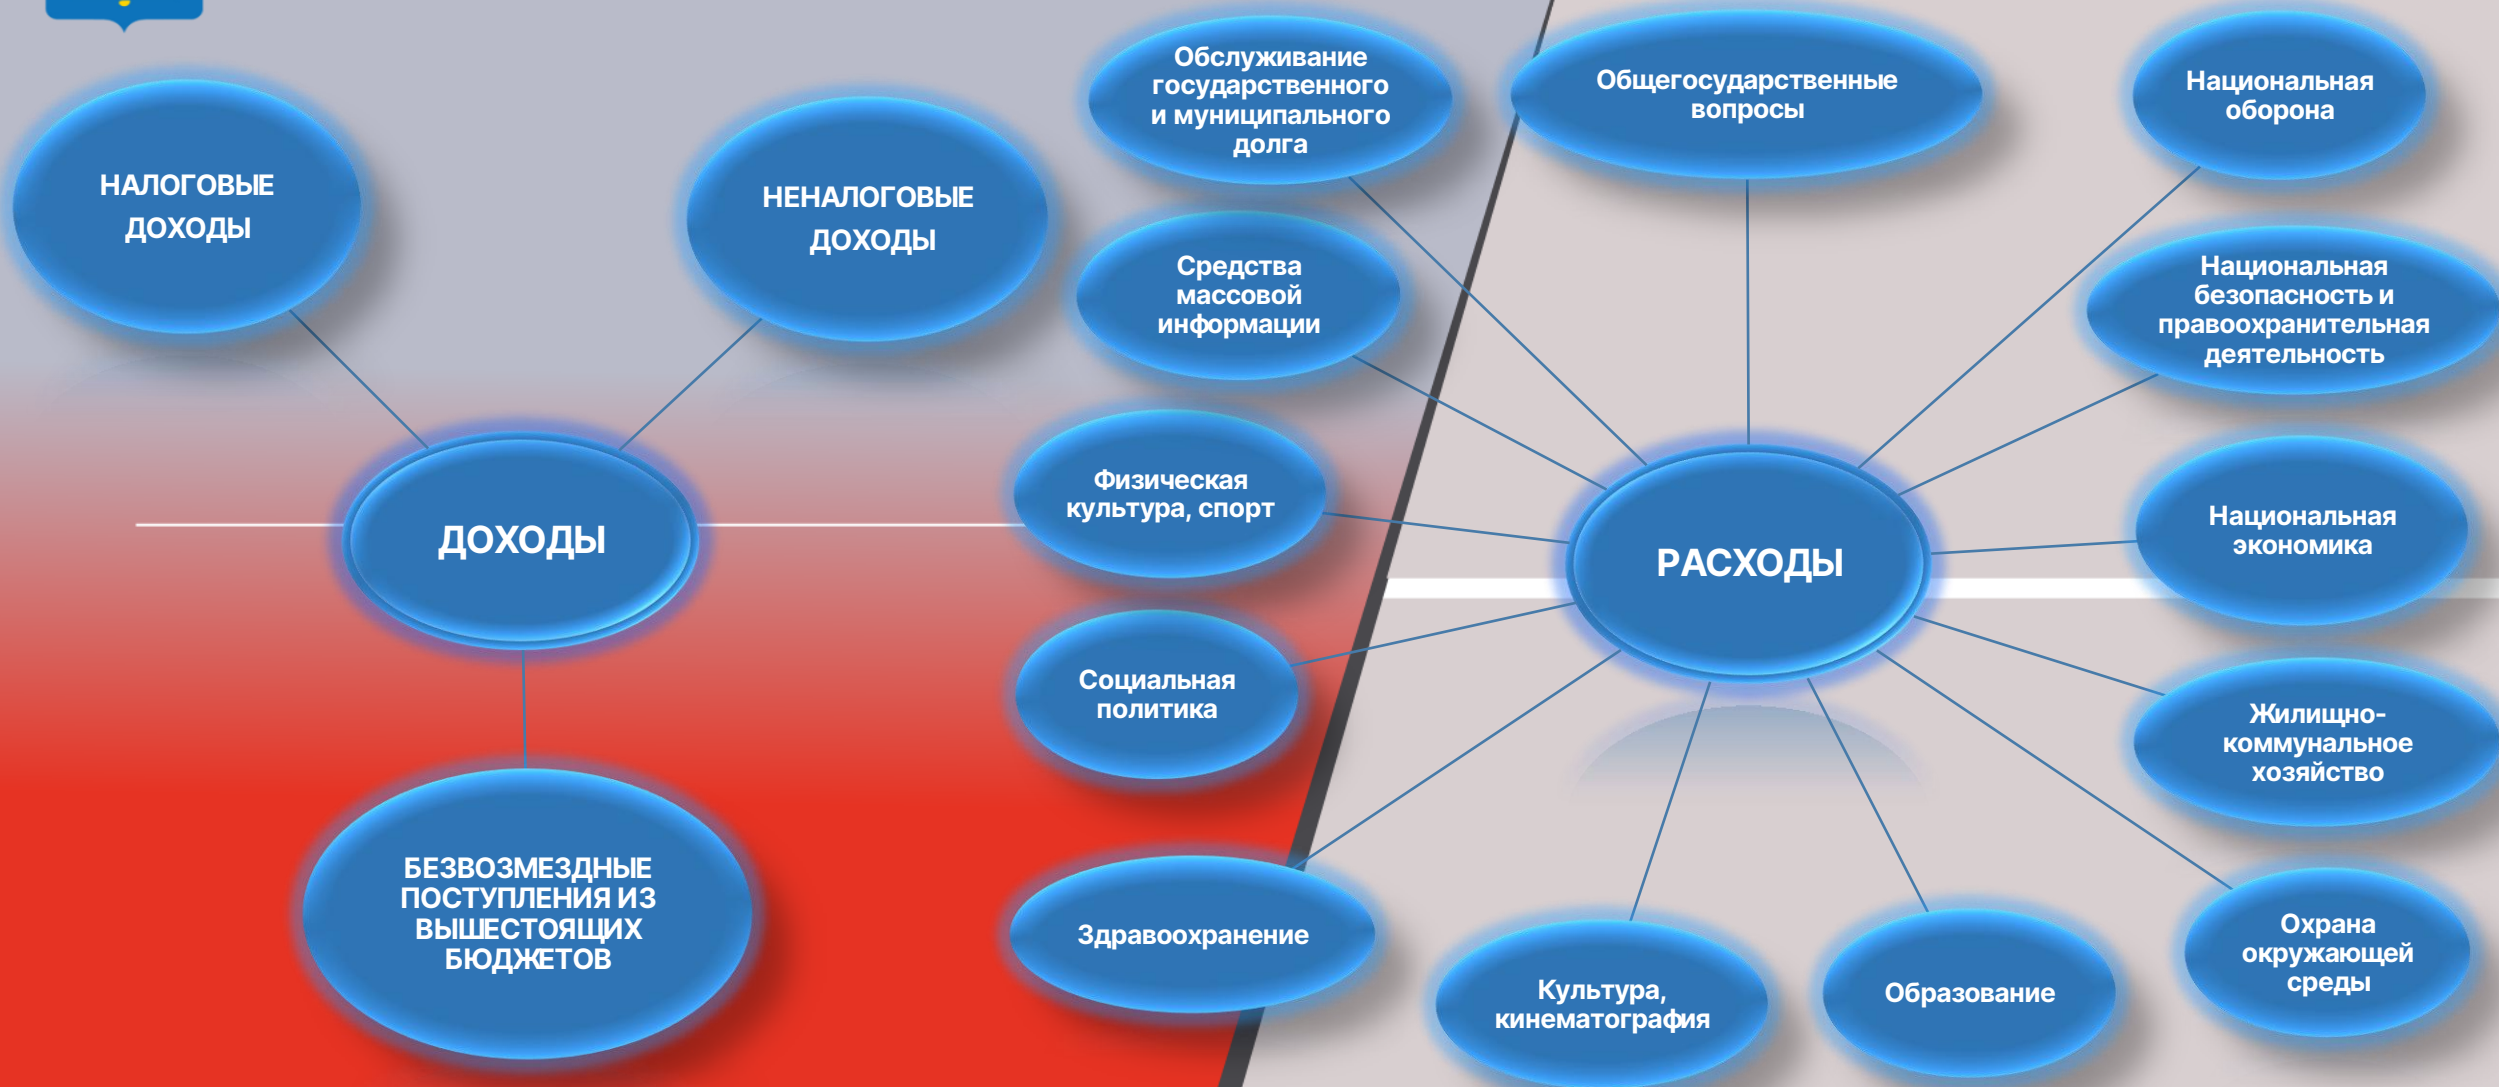 НАЛОГОВЫЕ
ДОХОДЫ
НЕНАЛОГОВЫЕ
ДОХОДЫ
ДОХОДЫ
БЕЗВОЗМЕЗДНЫЕ
ПОСТУПЛЕНИЯ ИЗ
ВЫШЕСТОЯЩИХ
БЮДЖЕТОВ
Обслуживание
государственного
и муниципального
долга
Средства
массовой
информации
Физическая
культура, спорт
Социальная
политика
Здравоохранение
Общегосударственные
вопросы
РАСХОДЫ
Культура,
кинематография
Образование
Национальная
оборона
Национальная
безопасность и
правоохранительная
деятельность
Национальная
экономика
Жилищно-
коммунальное
хозяйство
Охрана
окружающей
среды